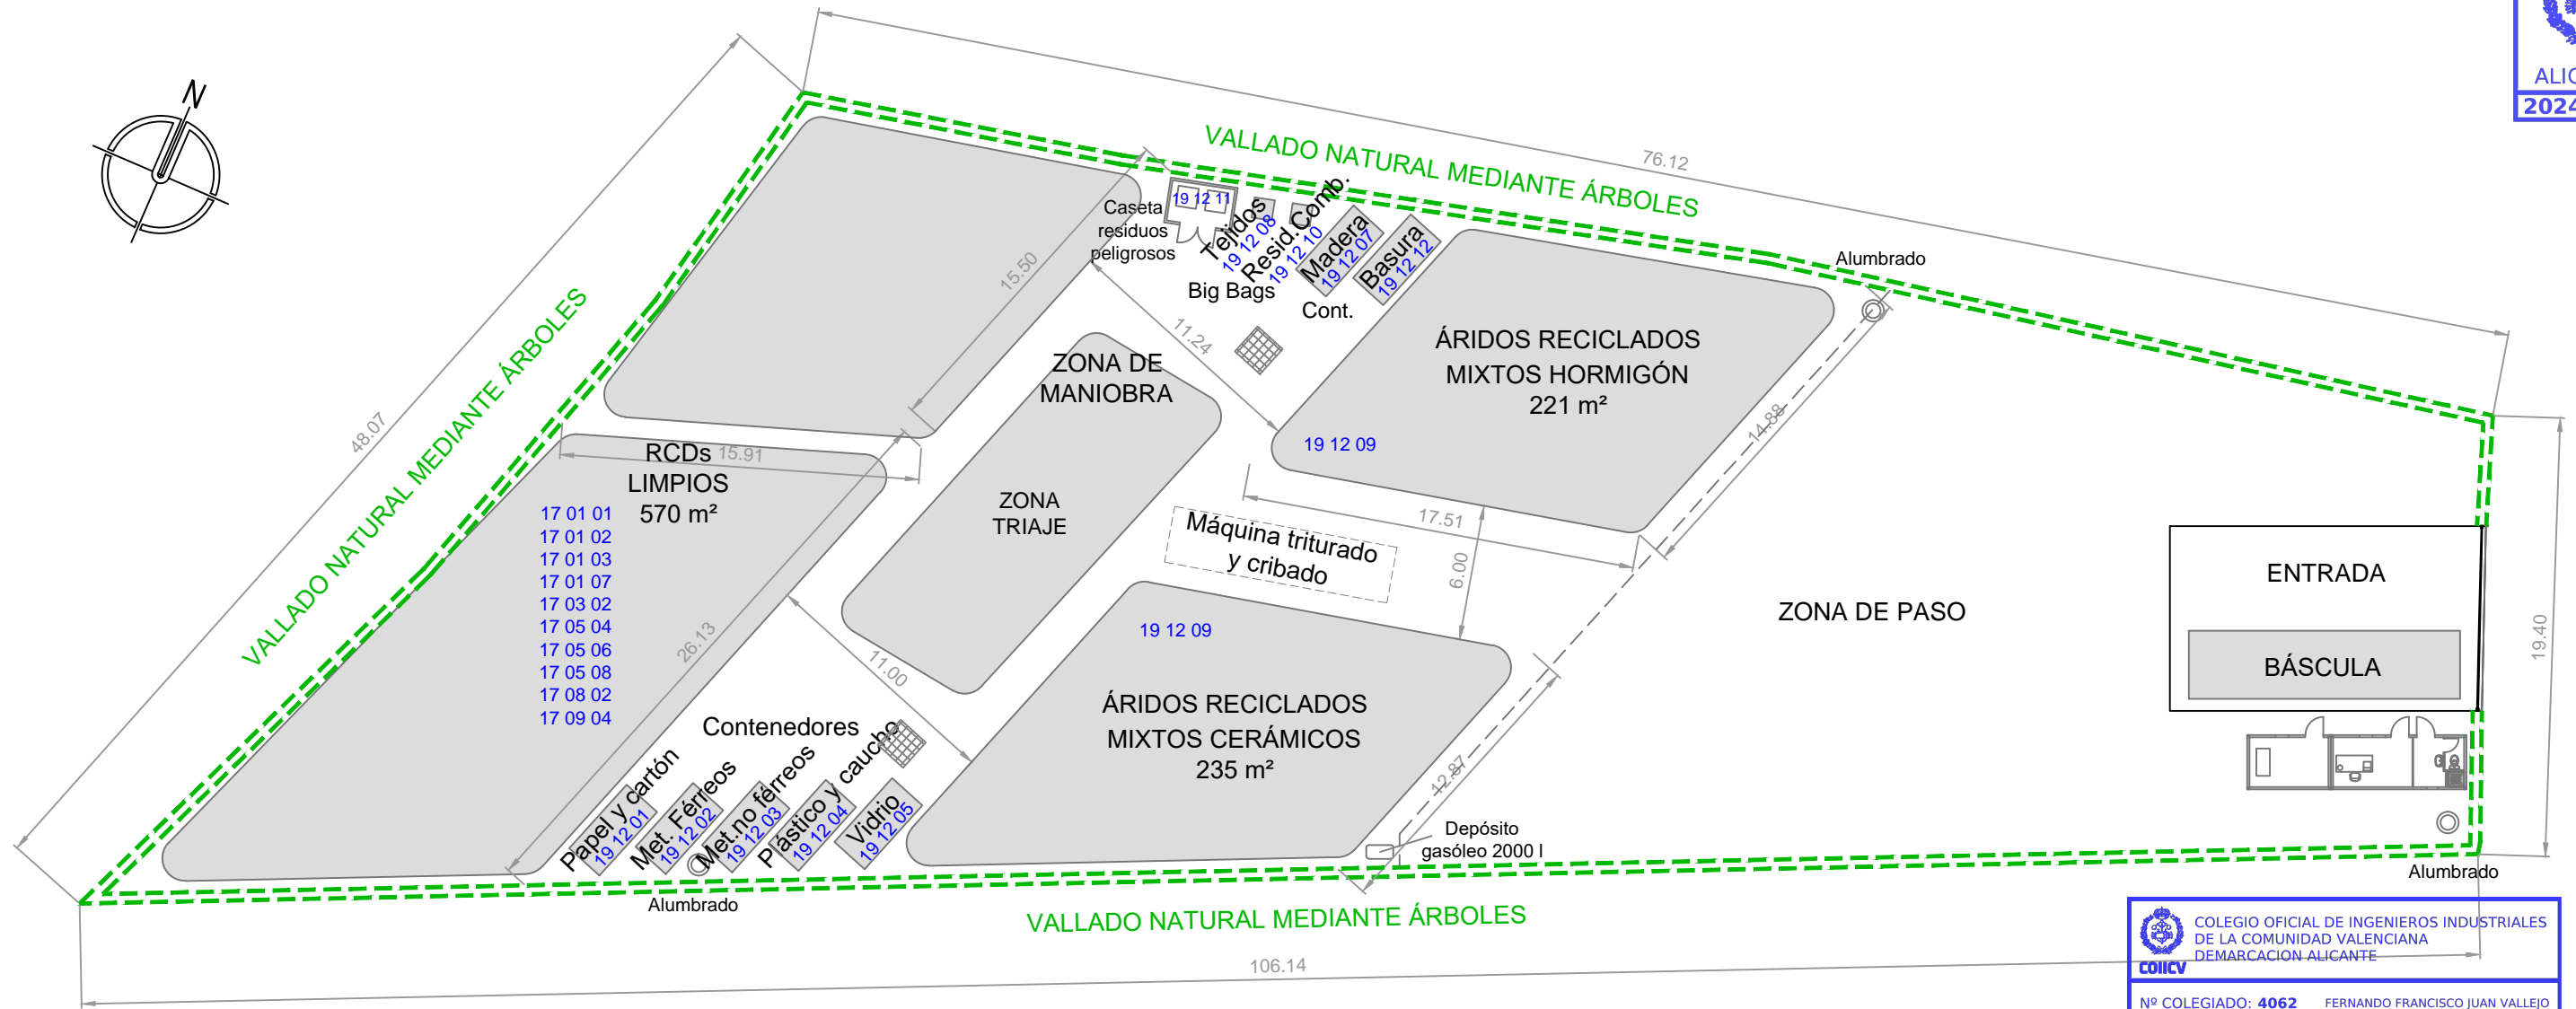 N
ALIC
2024
VALLADO NATURAL MEDIANTE ÁRBOLES
76.12
48.07
VALLADO NATURAL MEDIANTE ÁRBOLES
Caseta
residuos
peligrosos
19 12 11
Tejidos
19 12 08
Resid.Comb.
19 12 10
Madera
19 12 07
Basura
19 12 12
Big Bags
Cont.
Alumbrado
15.50
11.24
ZONA DE
MANIOBRA
ÁRIDOS RECICLADOS
MIXTOS HORMIGÓN
221 m²
19 12 09
14.88
RCDs
LIMPIOS
570 m²
15.91
17 01 01
17 01 02
17 01 03
17 01 07
17 03 02
17 05 04
17 05 06
17 05 08
17 08 02
17 09 04
ZONA
TRIAJE
Máquina triturado
y cribado
17.51
6.00
ZONA DE PASO
ENTRADA
BÁSCULA
19.40
26.13
11.00
19 12 09
ÁRIDOS RECICLADOS
MIXTOS CERÁMICOS
235 m²
12.87
Contenedores
Papel y cartón
19 12 01
Met. Férreos
19 12 02
Met.no férreos
19 12 03
Pástico y caucho
19 12 04
Vidrio
19 12 05
Depósito
gasóleo 2000 l
Alumbrado
Alumbrado
VALLADO NATURAL MEDIANTE ÁRBOLES
106.14
COIICV
COLEGIO OFICIAL DE INGENIEROS INDUSTRIALES
DE LA COMUNIDAD VALENCIANA
DEMARCACION ALICANTE
Nº COLEGIADO: 4062 FERNANDO FRANCISCO JUAN VALLEJO